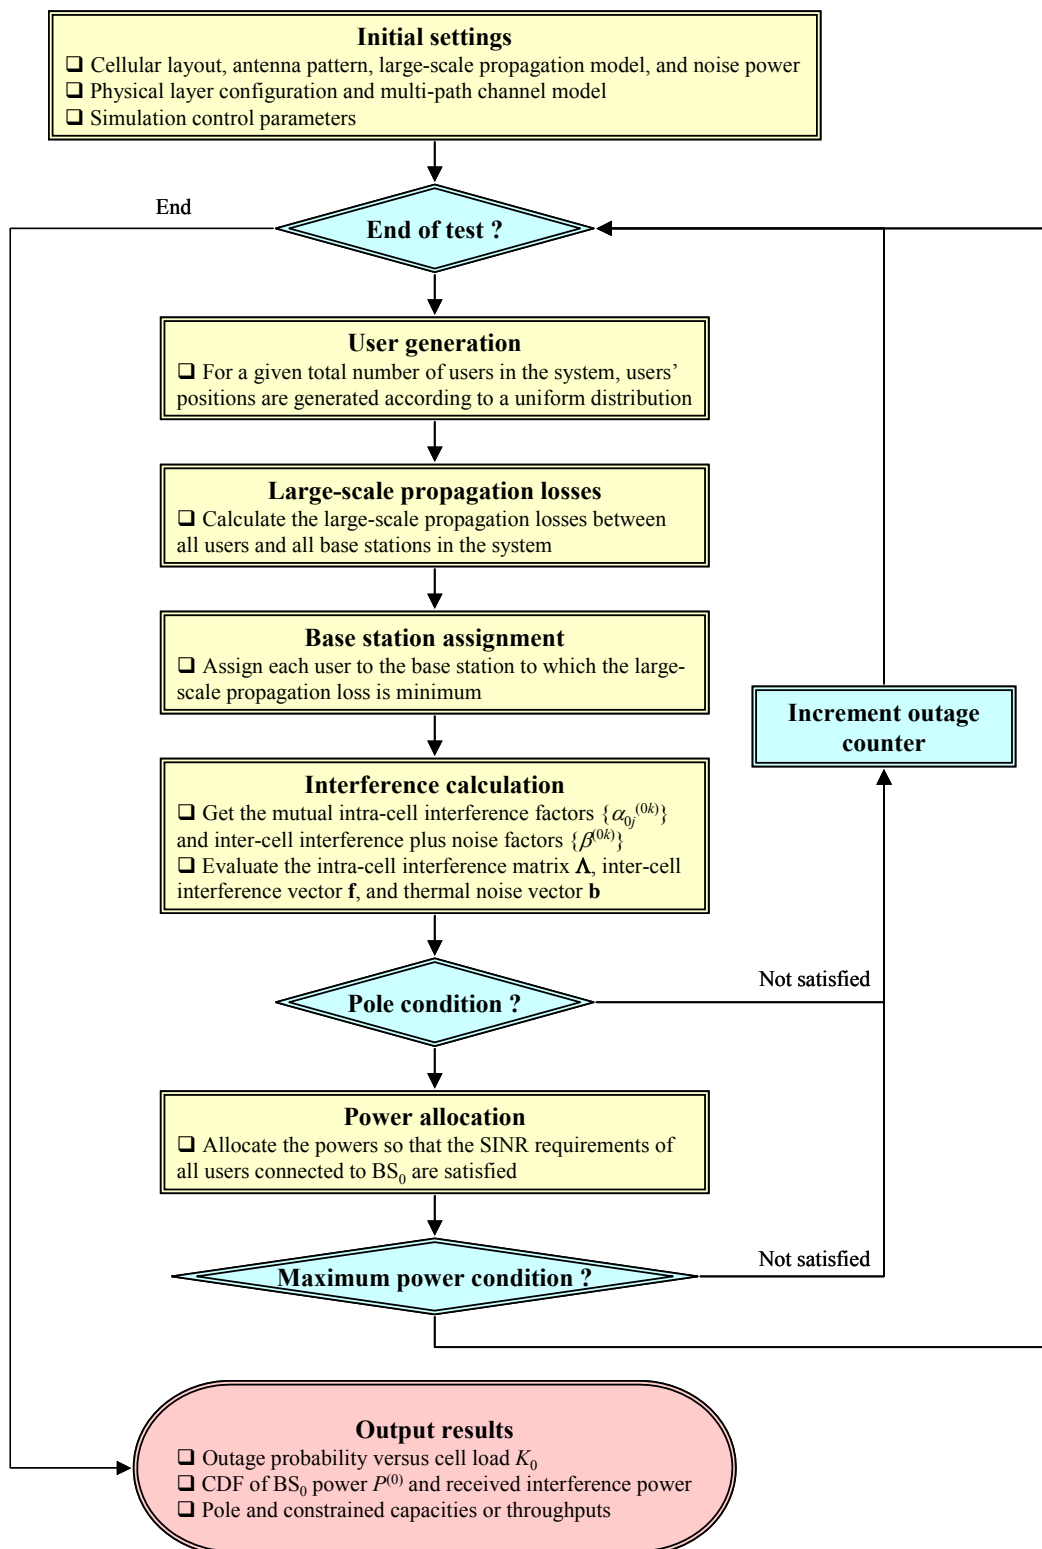 Initial settings
❑ Cellular layout, antenna pattern, large-scale propagation model, and noise power
❑ Physical layer configuration and multi-path channel model
❑ Simulation control parameters
End
End of test ?
User generation
❑ For a given total number of users in the system, users’
positions are generated according to a uniform distribution
Large-scale propagation losses
❑ Calculate the large-scale propagation losses between
all users and all base stations in the system
Base station assignment
❑ Assign each user to the base station to which the large-
scale propagation loss is minimum
Increment outage
counter
Interference calculation
❑ Get the mutual intra-cell interference factors {α₀ⱼ⁽⁰ᵏ⁾}
and inter-cell interference plus noise factors {β⁽⁰ᵏ⁾}
❑ Evaluate the intra-cell interference matrix Λ, inter-cell
interference vector f, and thermal noise vector b
Not satisfied
Pole condition ?
Power allocation
❑ Allocate the powers so that the SINR requirements of
all users connected to BS₀ are satisfied
Not satisfied
Maximum power condition ?
Output results
❑ Outage probability versus cell load K₀
❑ CDF of BS₀ power P⁽⁰⁾ and received interference power
❑ Pole and constrained capacities or throughputs